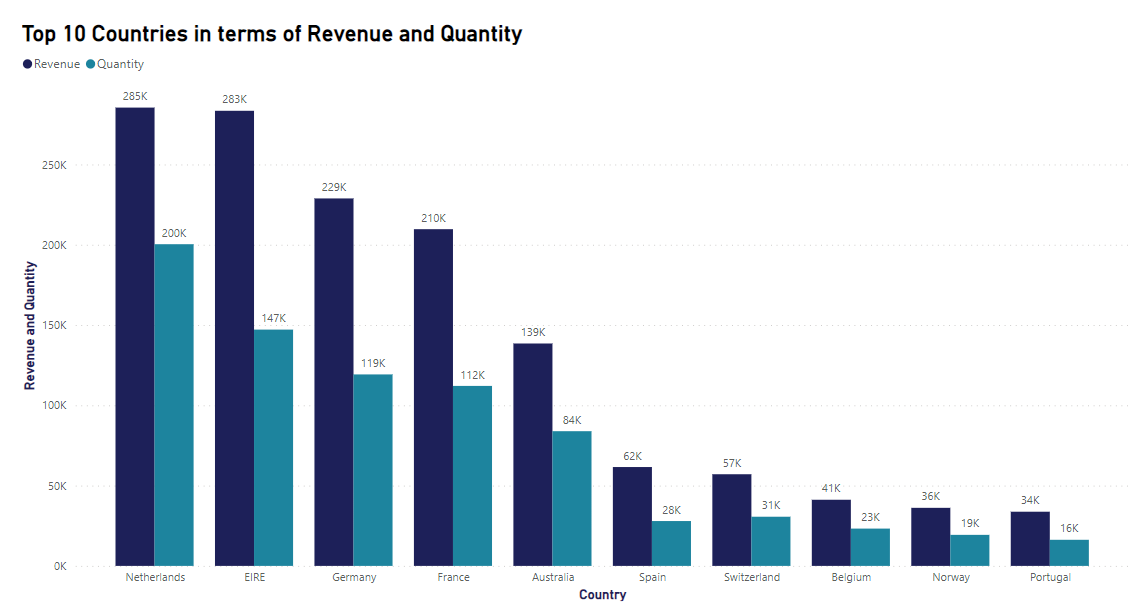 Top 10 Countries in terms of Revenue and Quantity
Revenue Quantity
285K
283K
250K
229K
210K
200K
200K
Revenue and Quantity
147K
150K
139K
119K
112K
100K
84K
62K
57K
50K
41K
36K
34K
28K
31K
23K
19K
16K
0K
Netherlands EIRE Germany France Australia Spain Switzerland Belgium Norway Portugal
Country